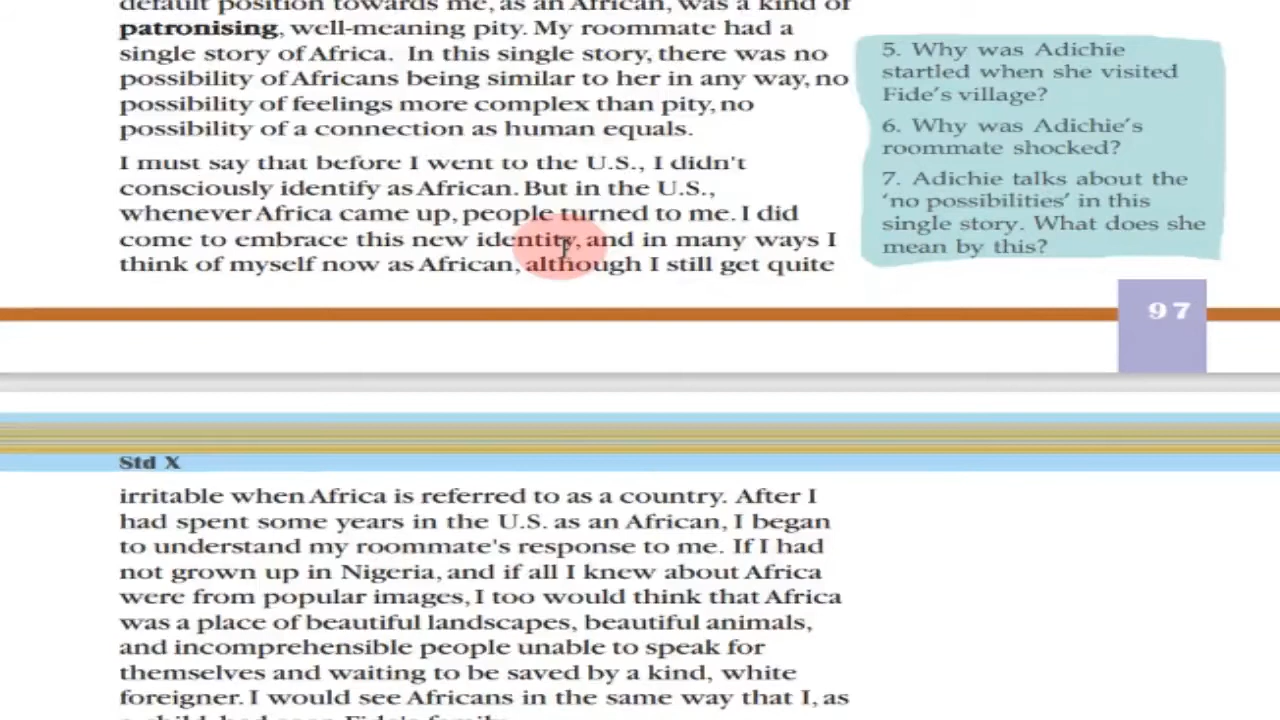 default position towards me, as an African, was a kind of
patronising, well-meaning pity. My roommate had a
single story of Africa. In this single story, there was no
possibility of Africans being similar to her in any way, no
possibility of feelings more complex than pity, no
possibility of a connection as human equals.
I must say that before I went to the U.S., I didn't
consciously identify as African. But in the U.S.,
whenever Africa came up, people turned to me. I did
come to embrace this new identity, and in many ways I
think of myself now as African, although I still get quite
5. Why was Adichie
startled when she visited
Fide's village?
6. Why was Adichie's
roommate shocked?
7. Adichie talks about the
'no possibilities' in this
single story. What does she
mean by this?
97
Std X
irritable when Africa is referred to as a country. After I
had spent some years in the U.S. as an African, I began
to understand my roommate's response to me. If I had
not grown up in Nigeria, and if all I knew about Africa
were from popular images, I too would think that Africa
was a place of beautiful landscapes, beautiful animals,
and incomprehensible people unable to speak for
themselves and waiting to be saved by a kind, white
foreigner. I would see Africans in the same way that I, as
a child, had seen Fide's family.